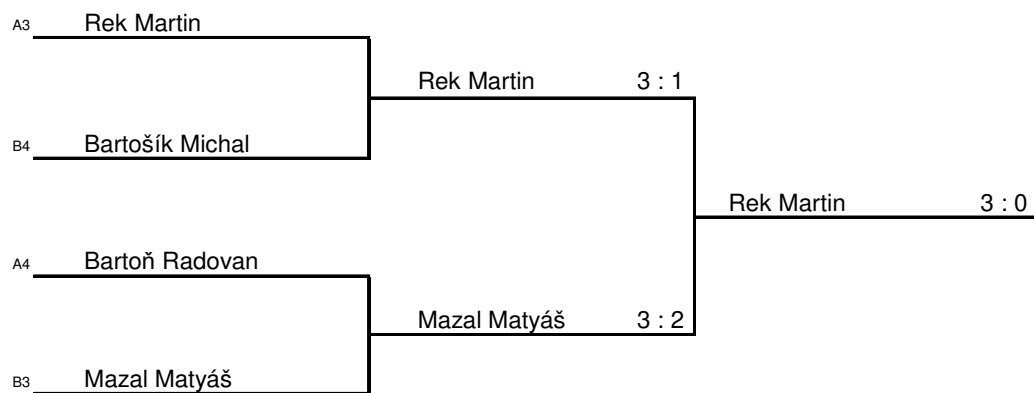 A3 Rek Martin
Rek Martin 3 : 1
B4 Bartošík Michal
Rek Martin 3 : 0
A4 Bartoň Radovan
Mazal Matyáš 3 : 2
B3 Mazal Matyáš